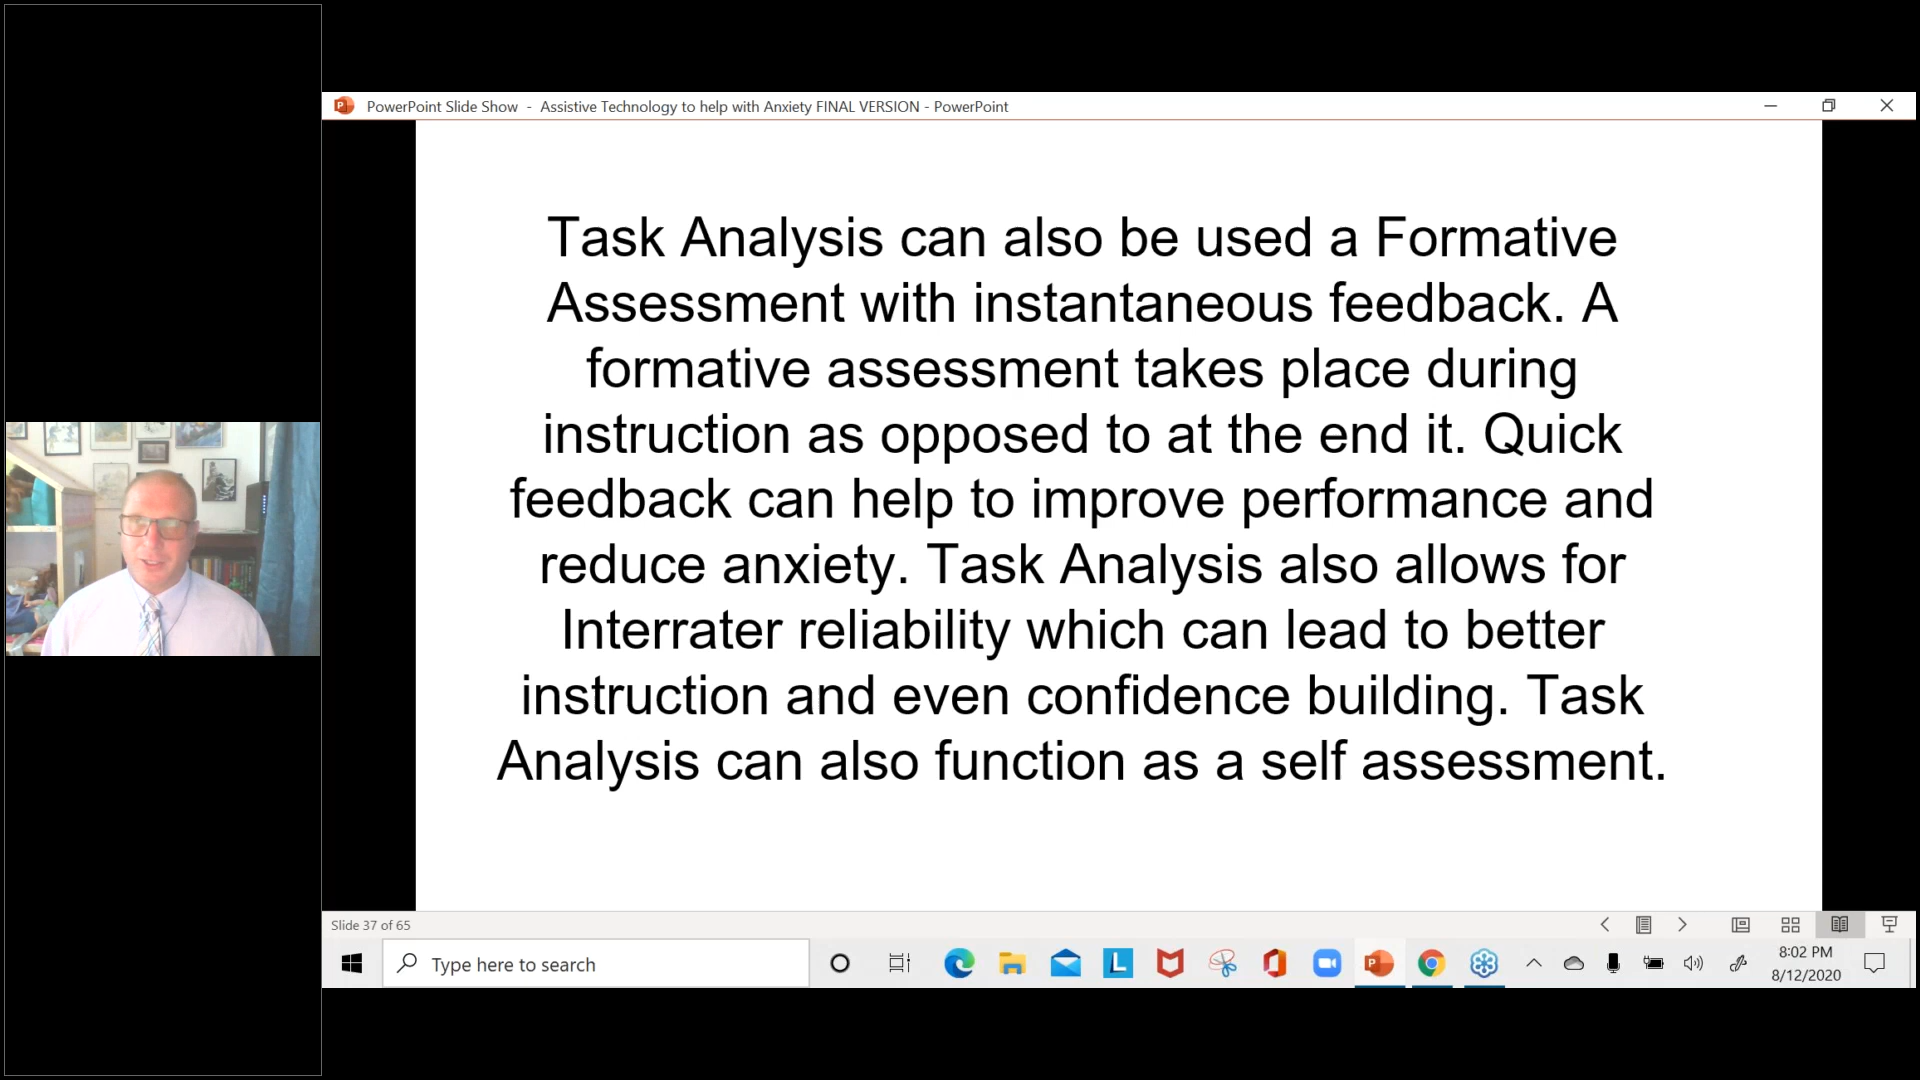 PowerPoint Slide Show - Assistive Technology to help with Anxiety FINAL VERSION - PowerPoint
Task Analysis can also be used a Formative
Assessment with instantaneous feedback. A
formative assessment takes place during
instruction as opposed to at the end it. Quick
feedback can help to improve performance and
reduce anxiety. Task Analysis also allows for
Interrater reliability which can lead to better
instruction and even confidence building. Task
Analysis can also function as a self assessment.
Slide 37 of 65
Type here to search
8:02 PM
8/12/2020